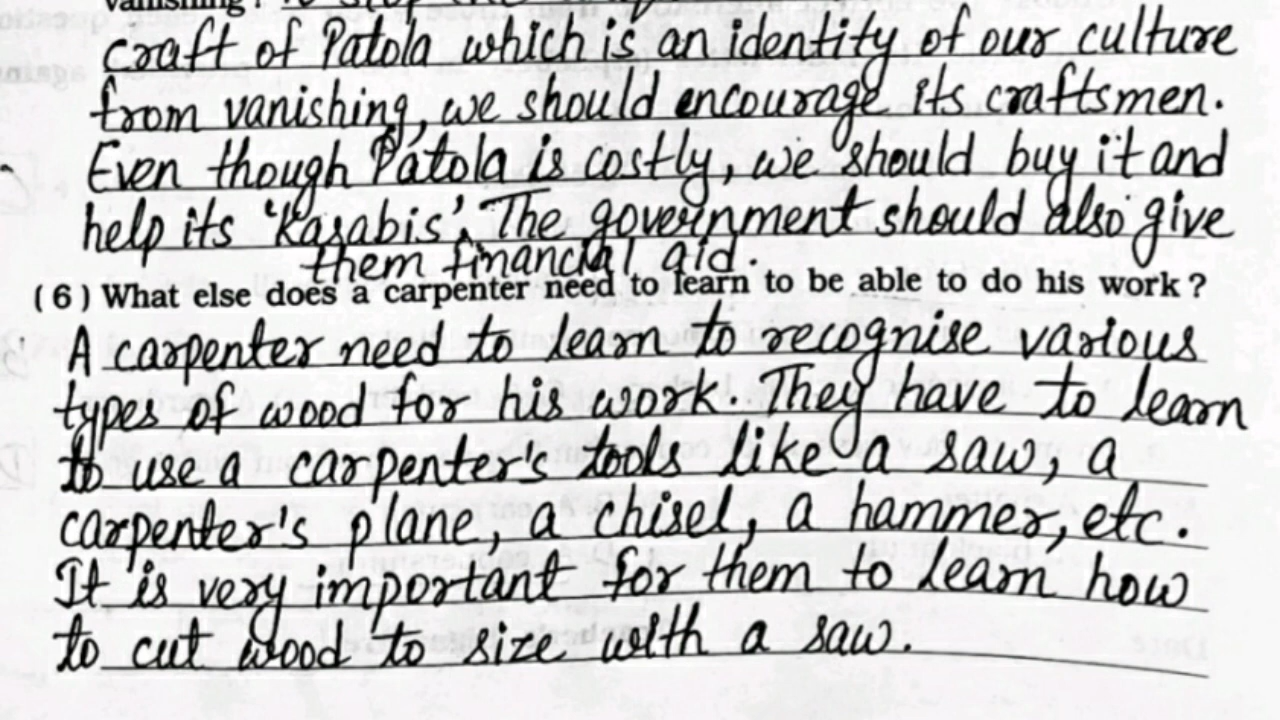 vanishing?
craft of Patola which is an identity of our culture
from vanishing, we should encourage its craftsmen.
Even though Patola is costly, we should buy it and
help its 'Kasabis'. The government should also give
them financial aid.
(6) What else does a carpenter need to learn to be able to do his work?
A carpenter need to learn to recognise various
types of wood for his work. They have to learn
to use a carpenter's tools like a saw, a
carpenter's plane, a chisel, a hammer, etc.
It is very important for them to learn how
to cut wood to size with a saw.